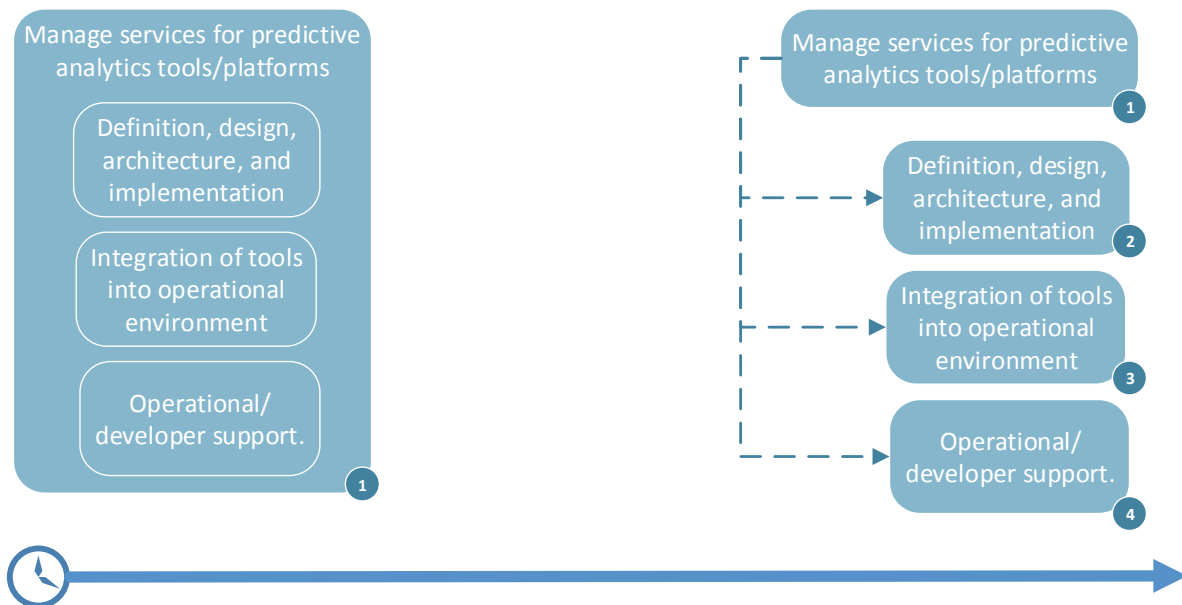 Manage services for predictive
analytics tools/platforms
Definition, design,
architecture, and
implementation
Integration of tools
into operational
environment
Operational/
developer support.
1
Manage services for predictive
analytics tools/platforms
1
Definition, design,
architecture, and
implementation
2
Integration of tools
into operational
environment
3
Operational/
developer support.
4